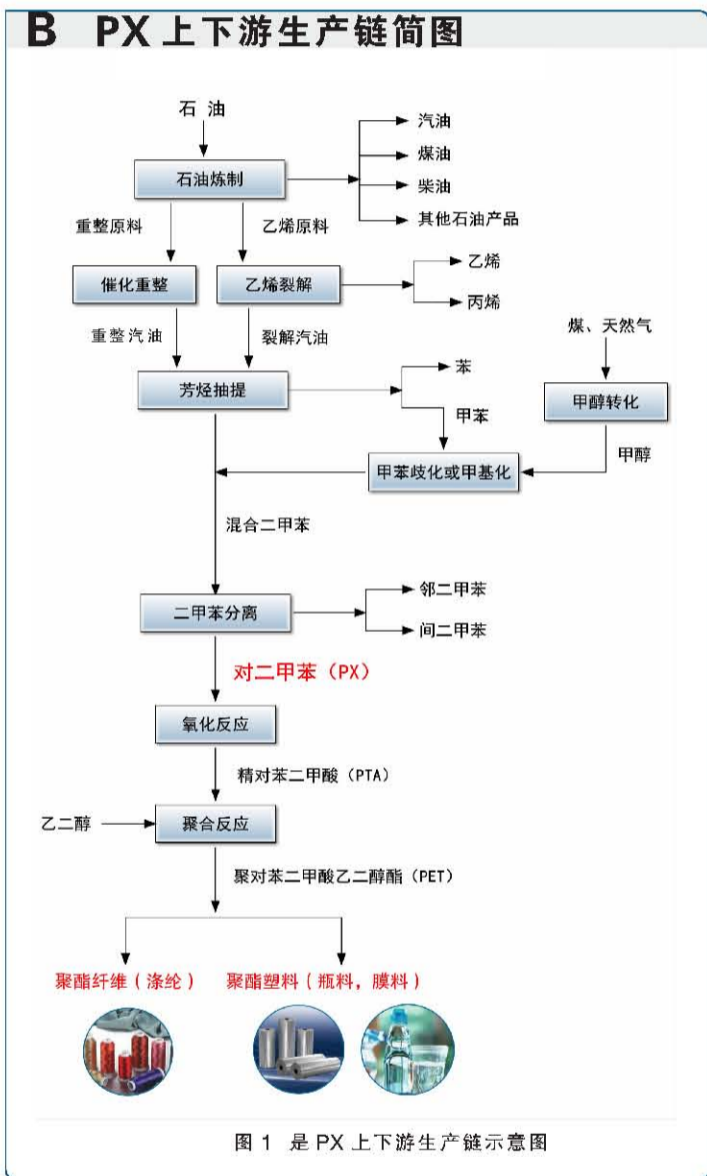 B PX 上下游生产链简图
石 油
汽油
煤油
石油炼制
柴油
其他石油产品
重整原料
乙烯原料
乙烯
催化重整
乙烯裂解
丙烯
煤、天然气
重整汽油
裂解汽油
苯
芳烃抽提
甲醇转化
甲苯
甲醇
甲苯歧化或甲基化
混合二甲苯
邻二甲苯
二甲苯分离
间二甲苯
对二甲苯（PX）
氧化反应
精对苯二甲酸（PTA）
乙二醇
聚合反应
聚对苯二甲酸乙二醇酯（PET）
聚酯纤维（涤纶） 聚酯塑料（瓶料，膜料）
图 1 是 PX 上下游生产链示意图